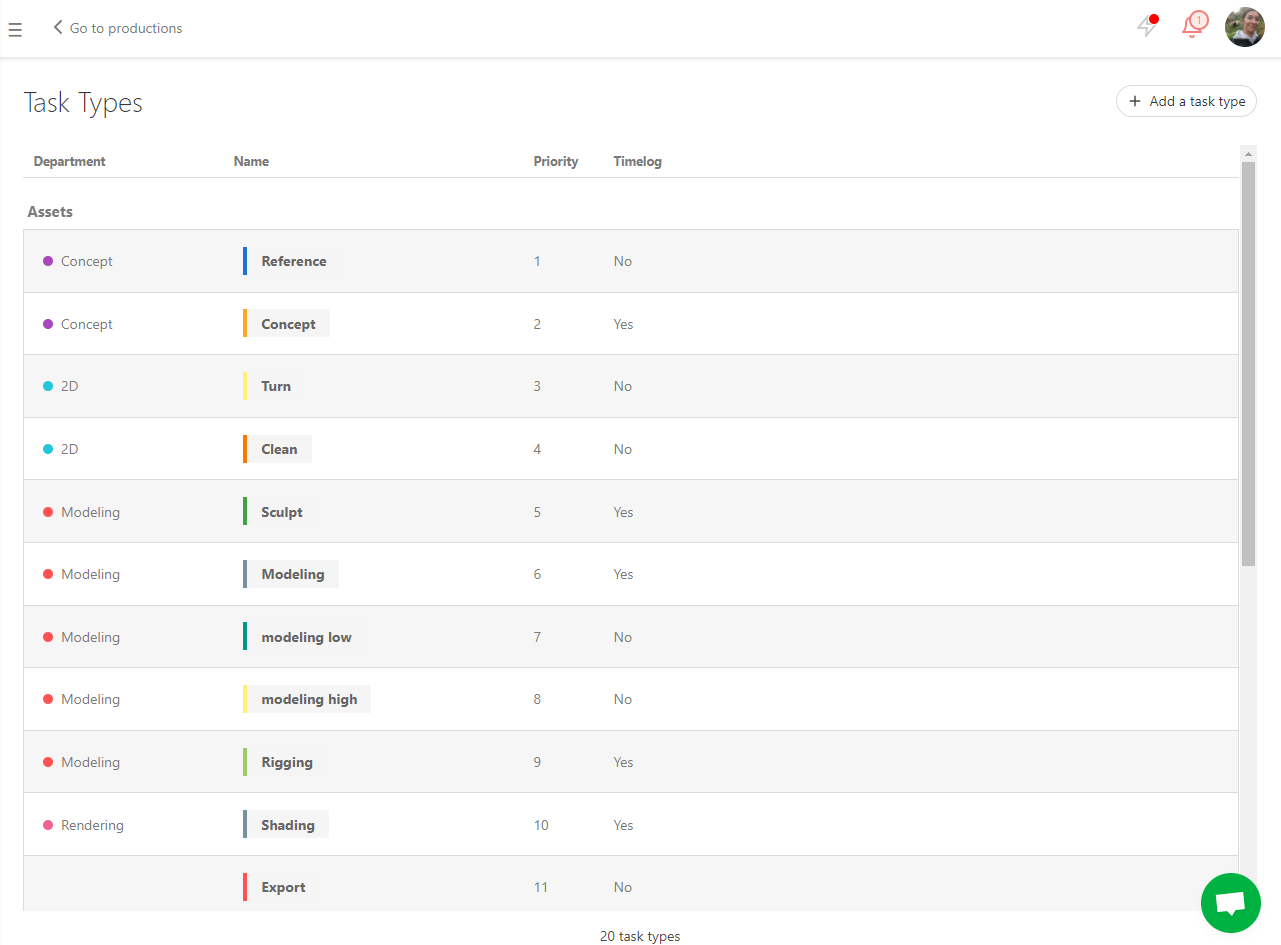 Go to productions
1
Task Types
+ Add a task type
Department Name Priority Timelog
Assets
Concept Reference 1 No
Concept Concept 2 Yes
2D Turn 3 No
2D Clean 4 No
Modeling Sculpt 5 Yes
Modeling Modeling 6 Yes
Modeling modeling low 7 No
Modeling modeling high 8 No
Modeling Rigging 9 Yes
Rendering Shading 10 Yes
Export 11 No
20 task types